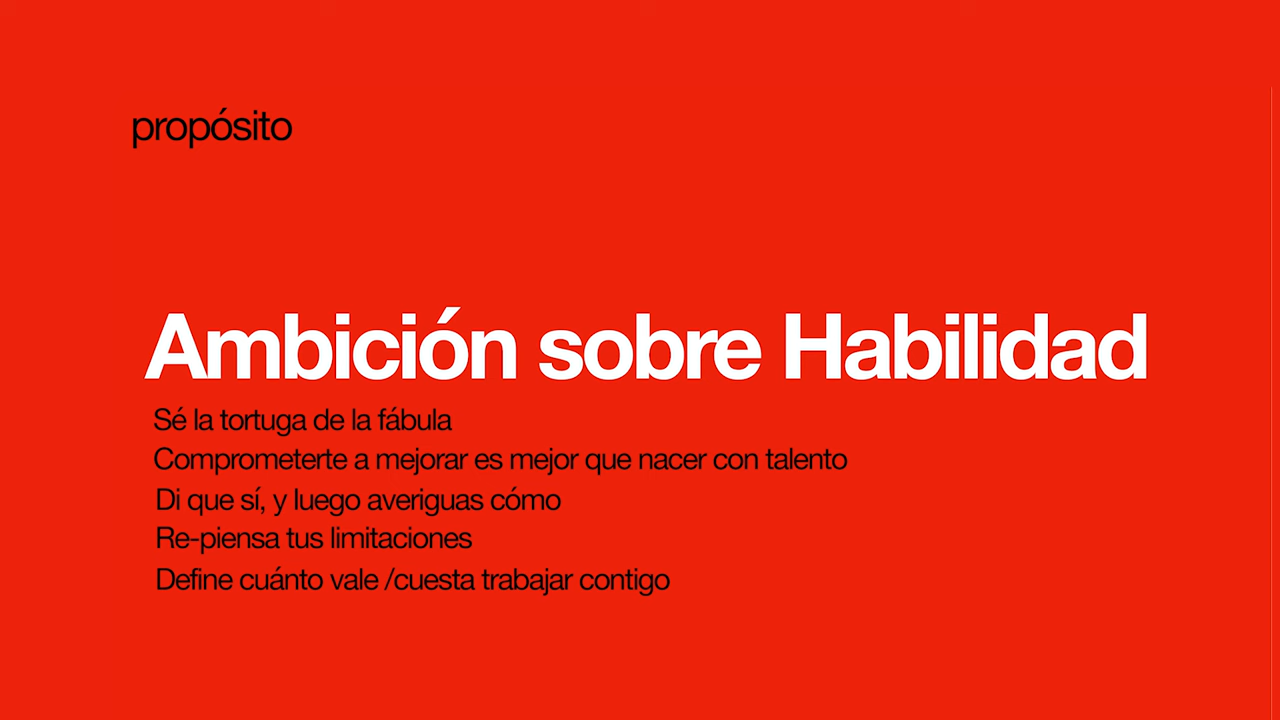 propósito
Ambición sobre Habilidad
Sé la tortuga de la fábula
Comprometerte a mejorar es mejor que nacer con talento
Di que sí, y luego averiguas cómo
Re-piensa tus limitaciones
Define cuánto vale /cuesta trabajar contigo